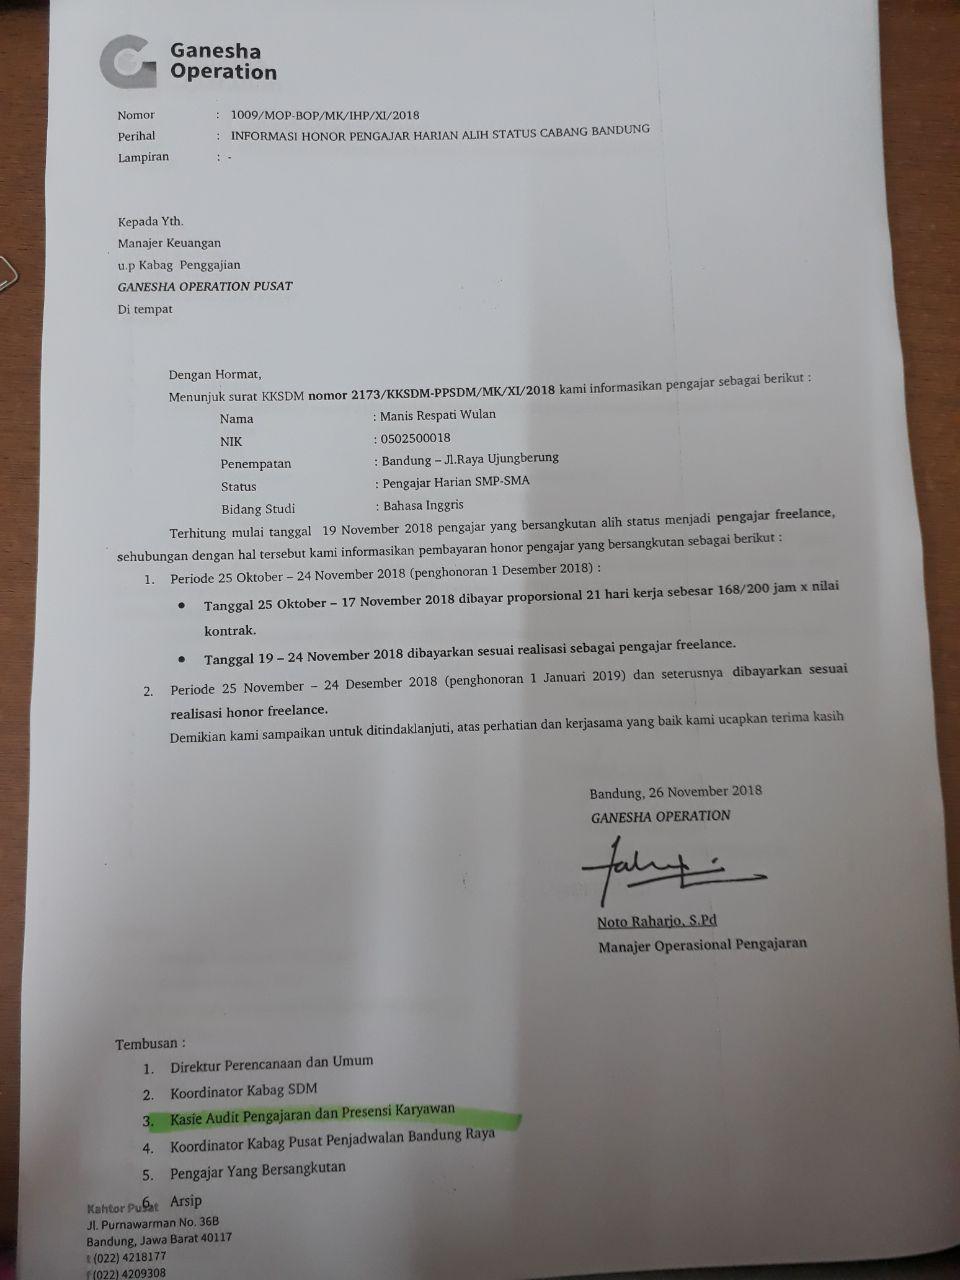 Ganesha
Operation
Nomor : 1009/MOP-BOP/MK/IHP/XI/2018
Perihal : INFORMASI HONOR PENGAJAR HARIAN ALIH STATUS CABANG BANDUNG
Lampiran : -
Kepada Yth.
Manajer Keuangan
u.p Kabag Penggajian
GANESHA OPERATION PUSAT
Di tempat
Dengan Hormat,
Menunjuk surat KKSDM nomor 2173/KKSDM-PPSDM/MK/XI/2018 kami informasikan pengajar sebagai berikut :
Nama : Manis Respati Wulan
NIK : 0502500018
Penempatan : Bandung – Jl.Raya Ujungberung
Status : Pengajar Harian SMP-SMA
Bidang Studi : Bahasa Inggris
Terhitung mulai tanggal 19 November 2018 pengajar yang bersangkutan alih status menjadi pengajar freelance,
sehubungan dengan hal tersebut kami informasikan pembayaran honor pengajar yang bersangkutan sebagai berikut :
1. Periode 25 Oktober – 24 November 2018 (penghonoran 1 Desember 2018) :
• Tanggal 25 Oktober – 17 November 2018 dibayar proporsional 21 hari kerja sebesar 168/200 jam x nilai
kontrak.
• Tanggal 19 – 24 November 2018 dibayarkan sesuai realisasi sebagai pengajar freelance.
2. Periode 25 November – 24 Desember 2018 (penghonoran 1 Januari 2019) dan seterusnya dibayarkan sesuai
realisasi honor freelance.
Demikian kami sampaikan untuk ditindaklanjuti, atas perhatian dan kerjasama yang baik kami ucapkan terima kasih
Bandung, 26 November 2018
GANESHA OPERATION
Noto Raharjo, S.Pd
Manajer Operasional Pengajaran
Tembusan :
1. Direktur Perencanaan dan Umum
2. Koordinator Kabag SDM
3. Kasie Audit Pengajaran dan Presensi Karyawan
4. Koordinator Kabag Pusat Penjadwalan Bandung Raya
5. Pengajar Yang Bersangkutan
6. Arsip
Kantor Pusat
Jl. Purnawarman No. 36B
Bandung, Jawa Barat 40117
t (022) 4218177
f (022) 4209308